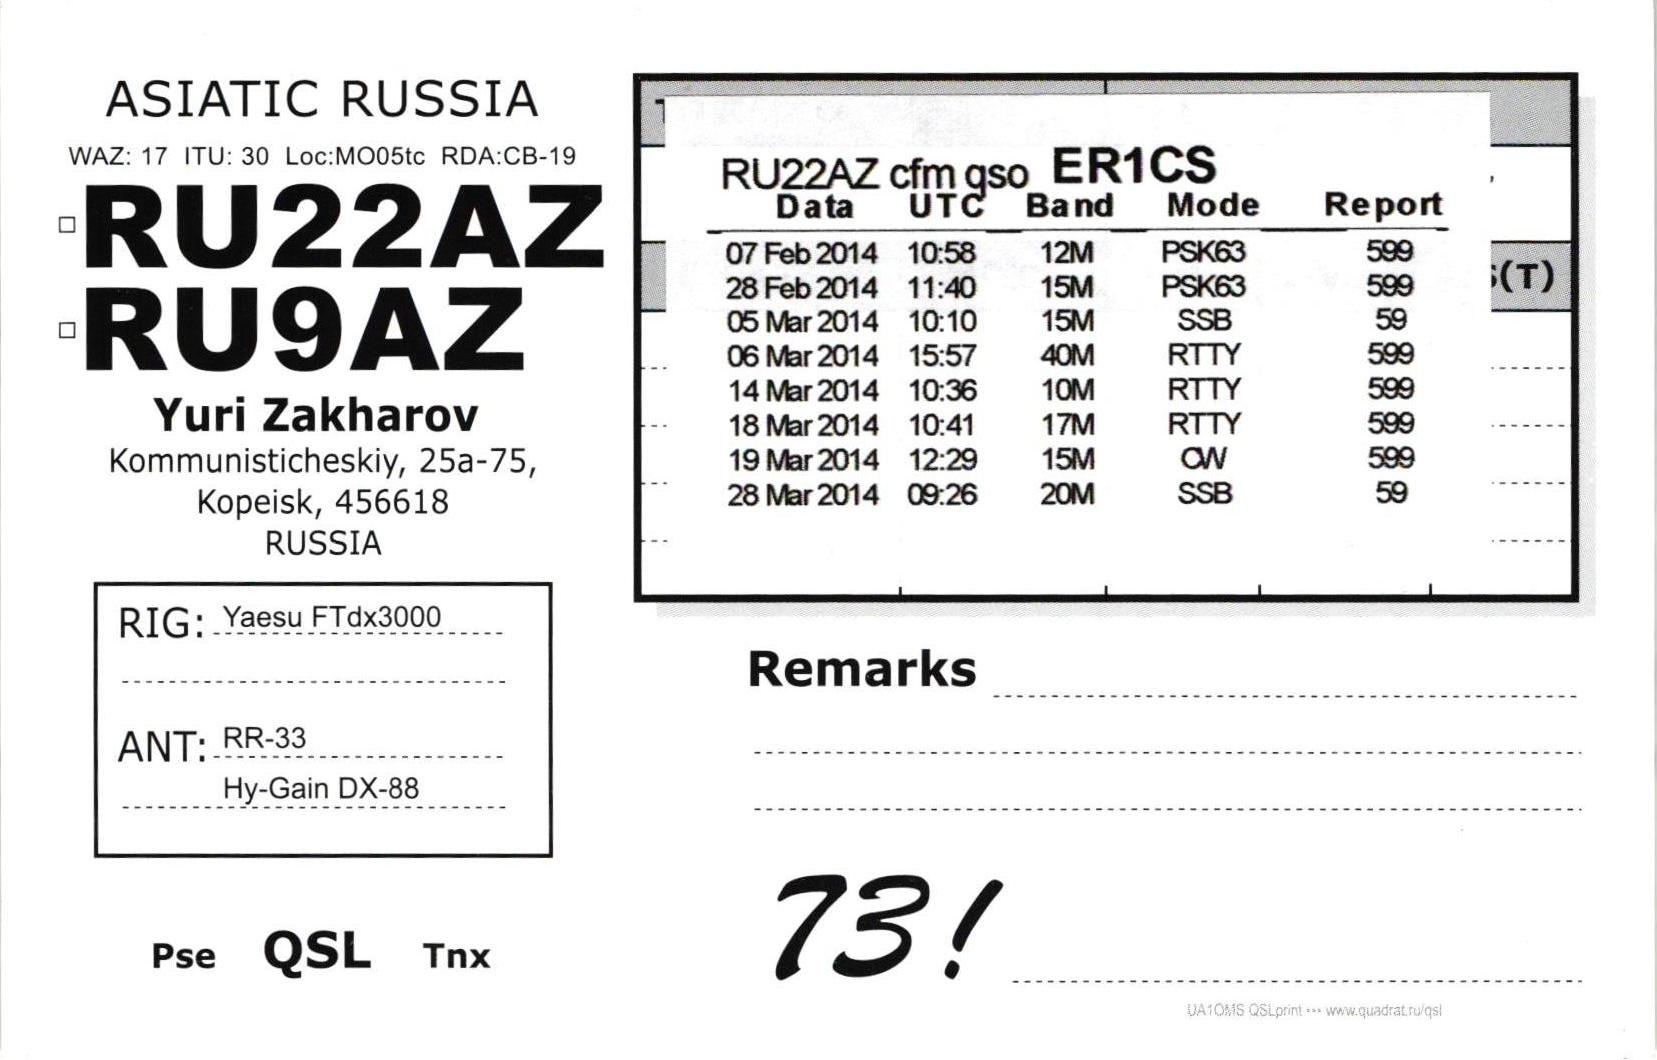 ASIATIC RUSSIA
WAZ: 17 ITU: 30 Loc:MO05tc RDA:CB-19
RU22AZ
RU9AZ
Yuri Zakharov
Kommunisticheskiy, 25a-75,
Kopeisk, 456618
RUSSIA
RIG: Yaesu FTdx3000
ANT: RR-33
Hy-Gain DX-88
Pse QSL Tnx
RU22AZ cfm qso ER1CS
Data UTC Band Mode Report
07 Feb 2014 10:58 12M PSK63 599
28 Feb 2014 11:40 15M PSK63 599
05 Mar 2014 10:10 15M SSB 59
06 Mar 2014 15:57 40M RTTY 599
14 Mar 2014 10:36 10M RTTY 599
18 Mar 2014 10:41 17M RTTY 599
19 Mar 2014 12:29 15M CW 599
28 Mar 2014 09:26 20M SSB 59
(T)
Remarks
73!
UA1OMS QSLprint *** www.quadrat.ru/qsl